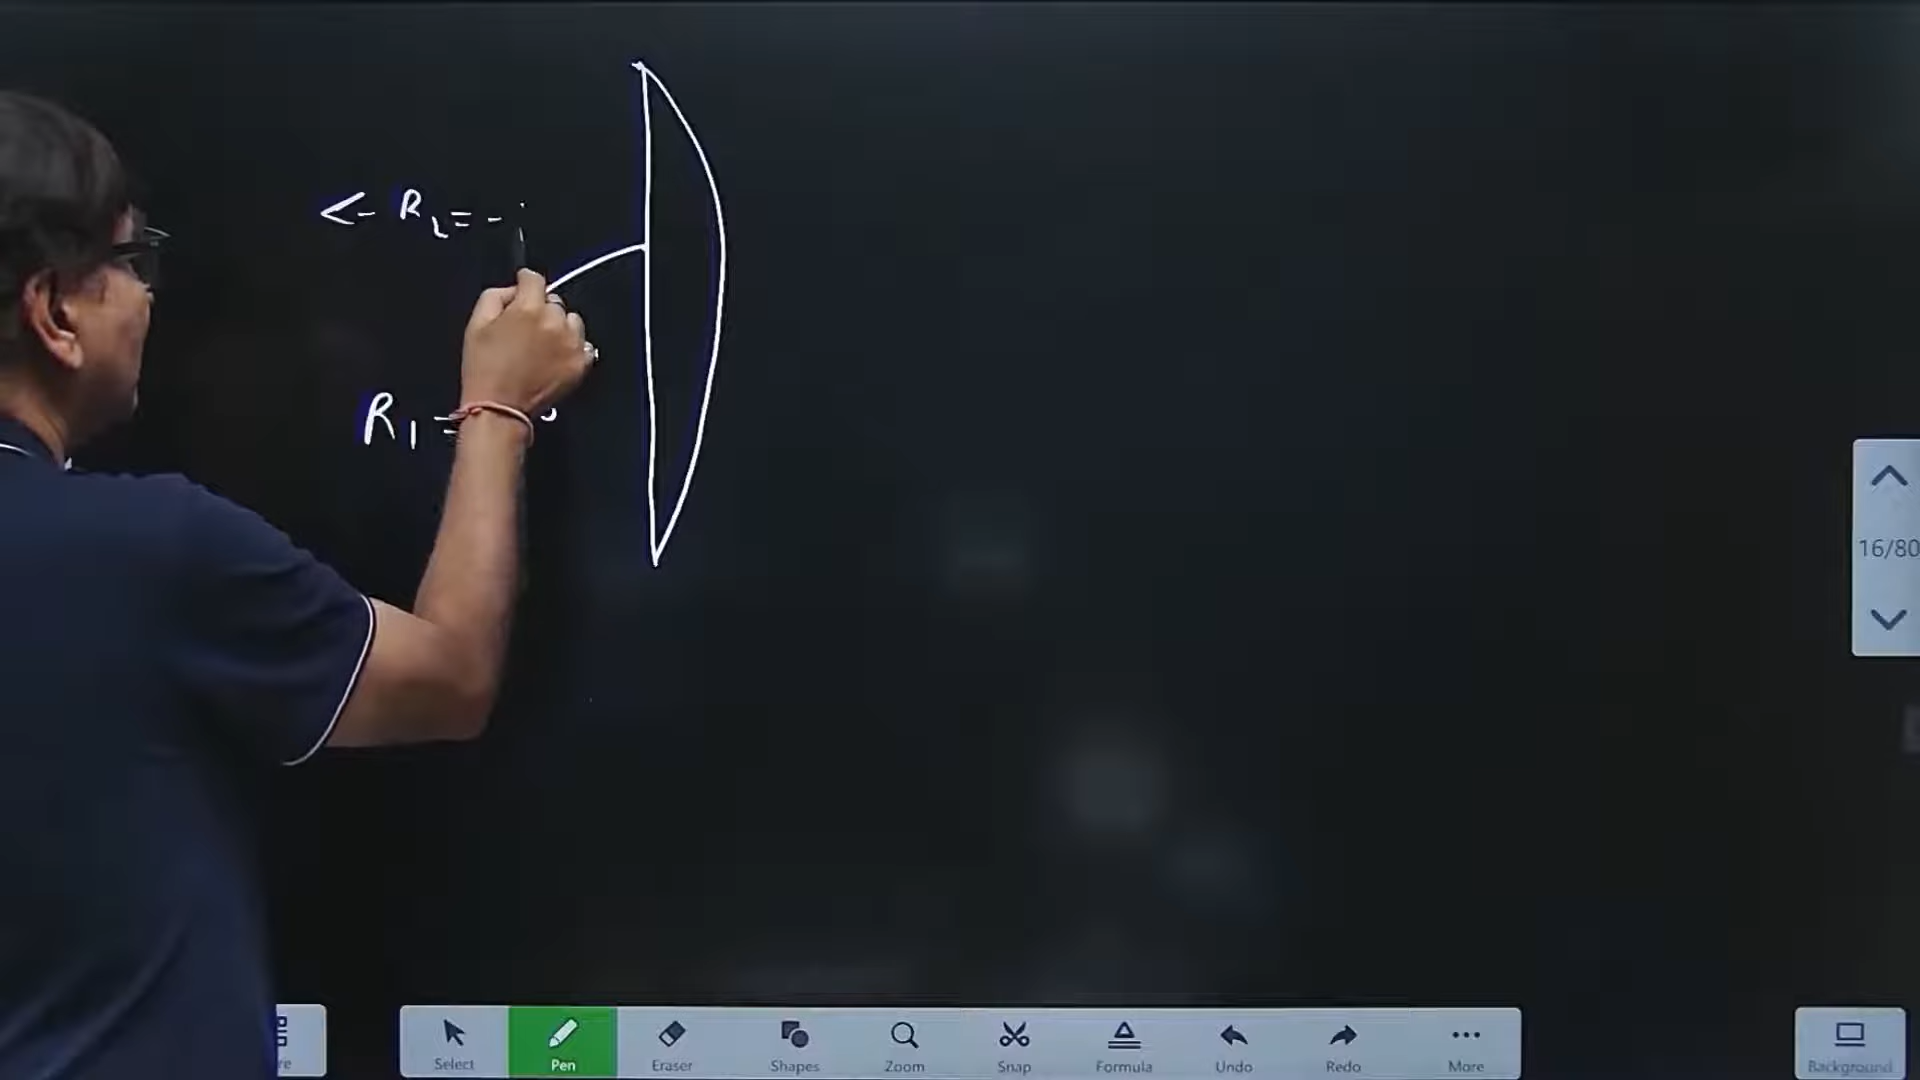 <- R2 = -
R1 =
16/80
Select
Pen
Eraser
Shapes
Zoom
Snap
Formula
Undo
Redo
More
Background